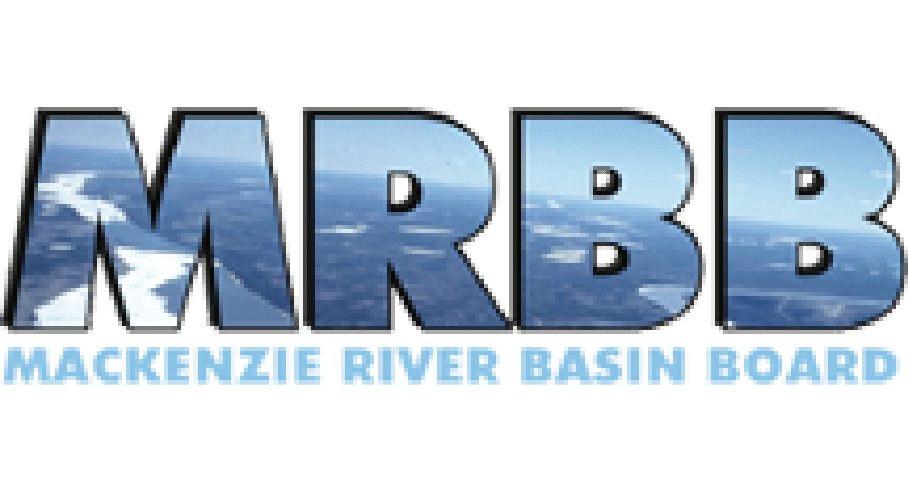 MRBB
MACKENZIE RIVER BASIN BOARD